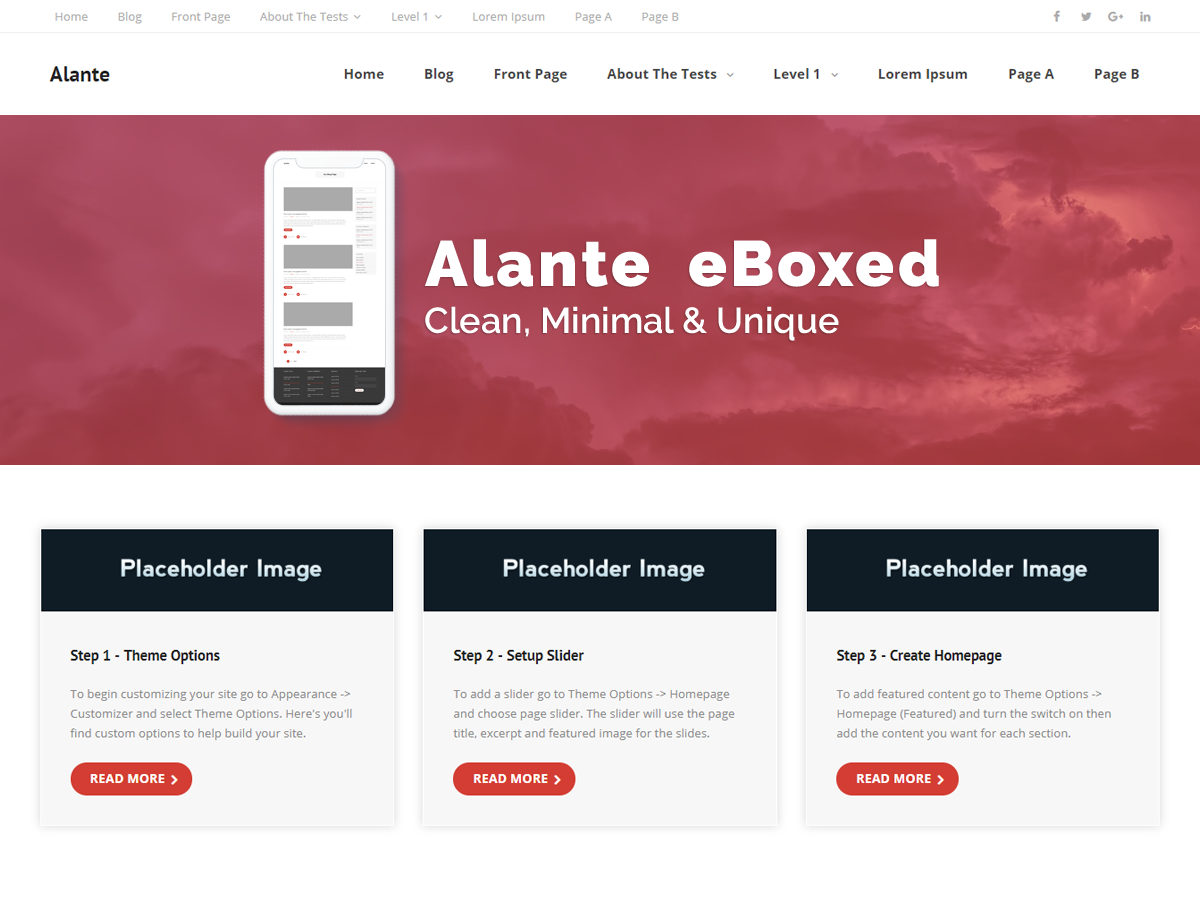 Home Blog Front Page About The Tests Level 1 Lorem Ipsum Page A Page B
Alante
Home Blog Front Page About The Tests Level 1 Lorem Ipsum Page A Page B
Alante eBoxed
Clean, Minimal & Unique
Placeholder Image
Step 1 - Theme Options
To begin customizing your site go to Appearance ->
Customizer and select Theme Options. Here's you'll
find custom options to help build your site.
READ MORE
Placeholder Image
Step 2 - Setup Slider
To add a slider go to Theme Options -> Homepage
and choose page slider. The slider will use the page
title, excerpt and featured image for the slides.
READ MORE
Placeholder Image
Step 3 - Create Homepage
To add featured content go to Theme Options ->
Homepage (Featured) and turn the switch on then
add the content you want for each section.
READ MORE